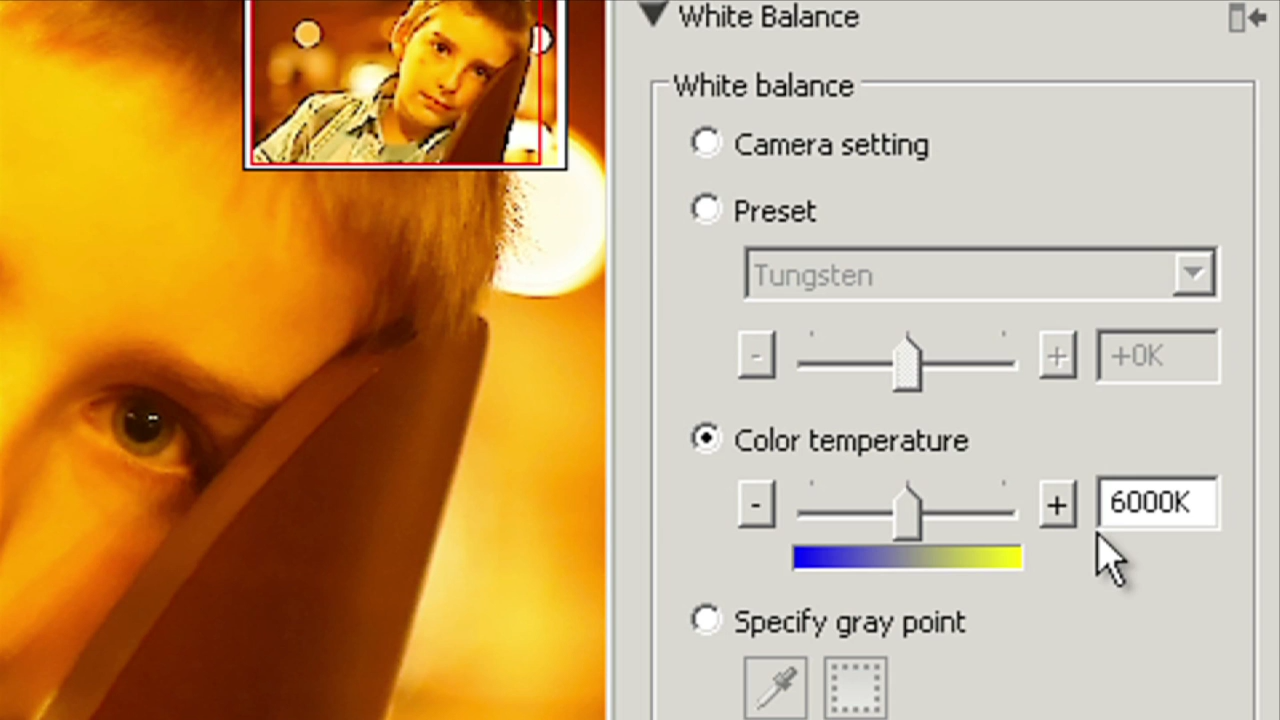 White Balance
White balance
Camera setting
Preset
Tungsten
- + +0K
Color temperature
- + 6000K
Specify gray point